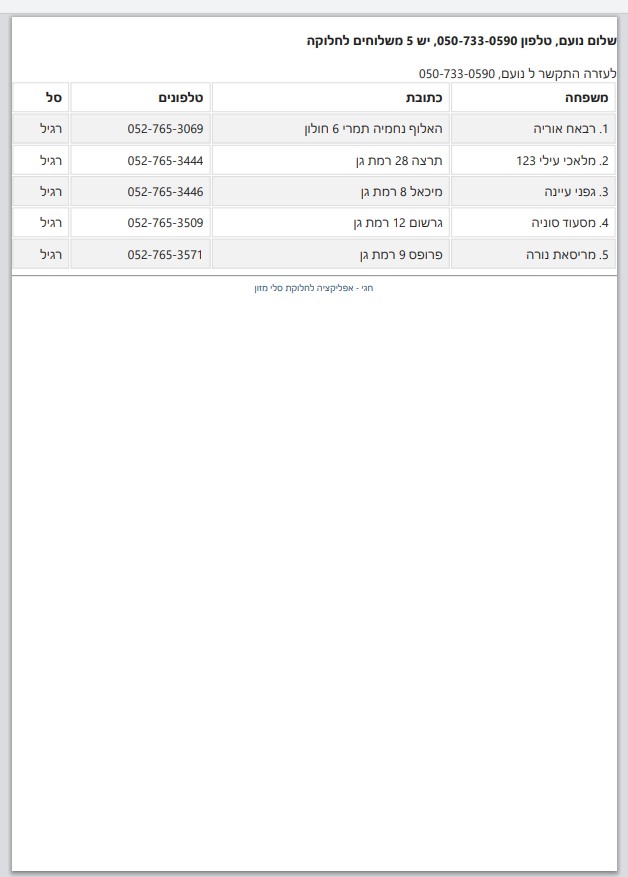 שלום נועם, טלפון 050-733-0590, יש 5 משלוחים לחלוקה
לעזרה התקשר ל נועם, 050-733-0590
משפחה כתובת טלפונים סל
1. רבאח אוריה האלוף נחמיה תמרי 6 חולון 052-765-3069 רגיל
2. מלאכי עילי 123 תרצה 28 רמת גן 052-765-3444 רגיל
3. גפני עיינה מיכאל 8 רמת גן 052-765-3446 רגיל
4. מסעוד סוניה גרשום 12 רמת גן 052-765-3509 רגיל
5. מריסאת נורה פרופס 9 רמת גן 052-765-3571 רגיל
חגי - אפליקציה לחלוקת סלי מזון